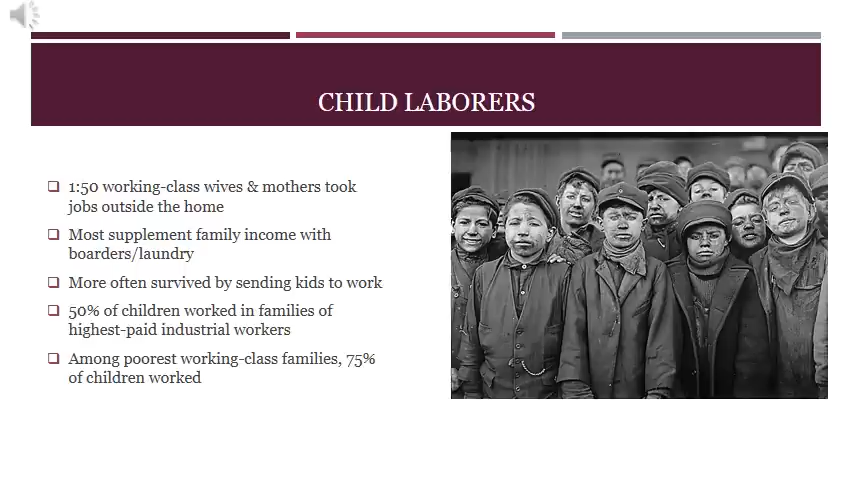 CHILD LABORERS
1:50 working-class wives & mothers took
jobs outside the home
Most supplement family income with
boarders/laundry
More often survived by sending kids to work
50% of children worked in families of
highest-paid industrial workers
Among poorest working-class families, 75%
of children worked